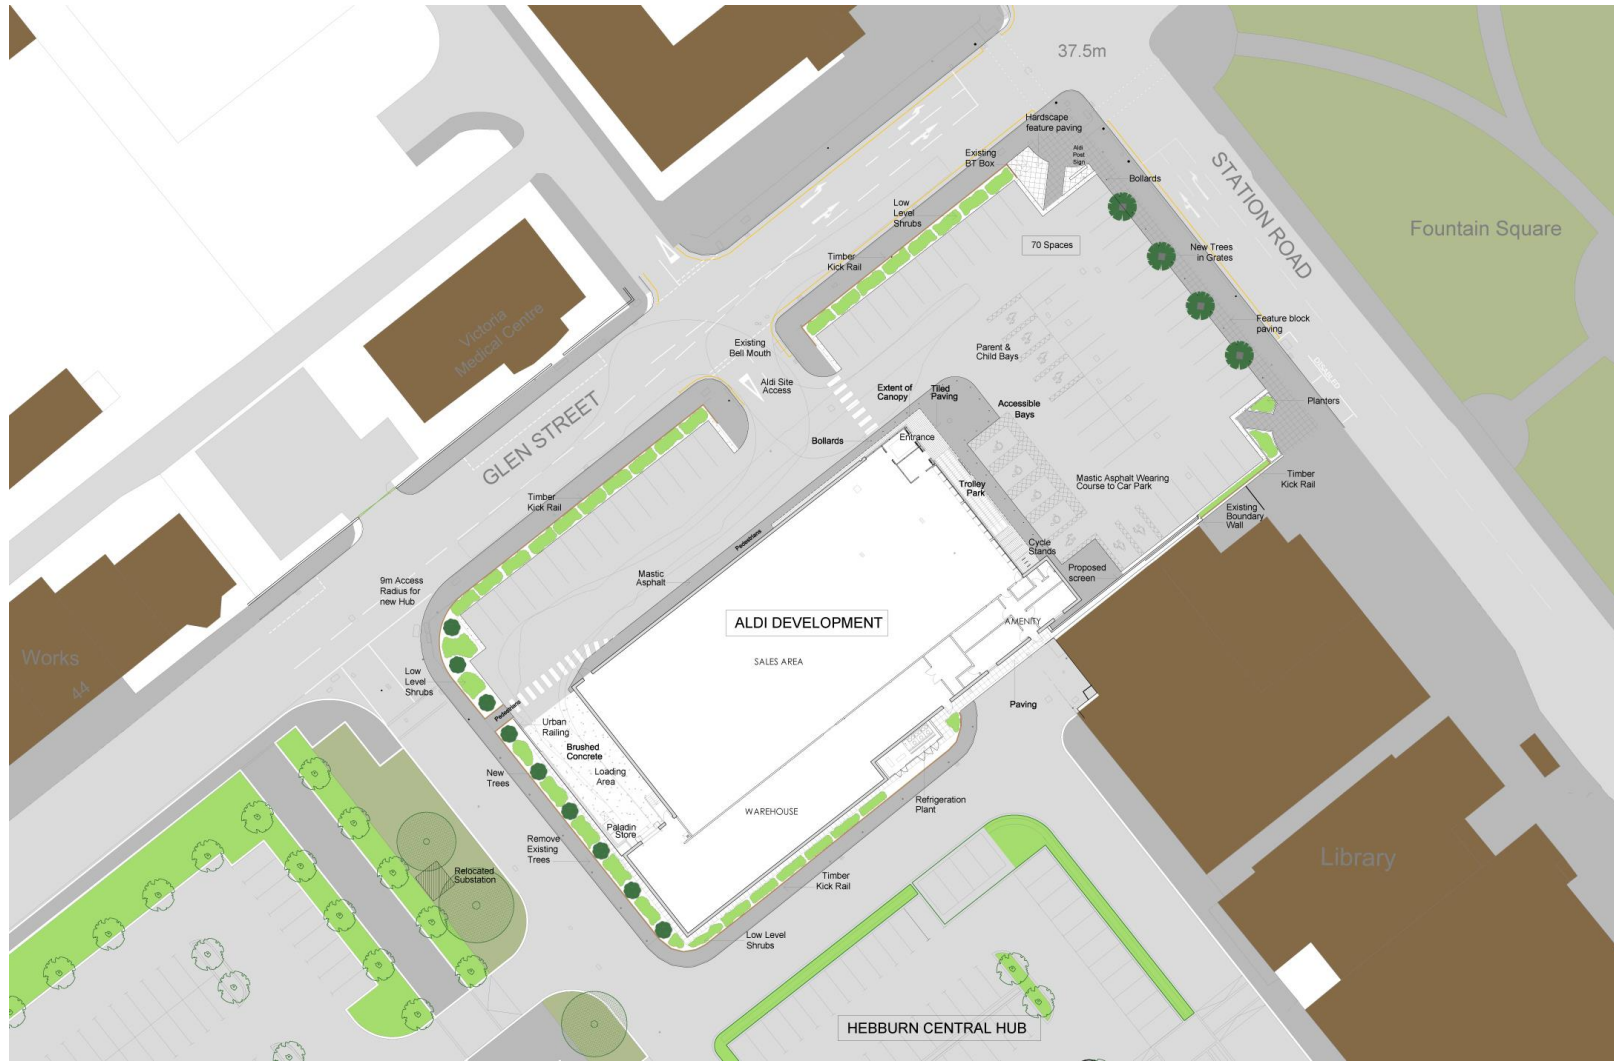 37.5m
Hardscape
feature paving
Existing
BT Box
Aldi
Post
Sign
Bollards
STATION ROAD
Fountain Square
Low
Level
Shrubs
70 Spaces
New Trees
in Grates
Timber
Kick Rail
Victoria
Medical Centre
Feature block
paving
Existing
Bell Mouth
Parent &
Child Bays
DISABLED
Aldi Site
Access
Extent of
Canopy
Tiled
Paving
Accessible
Bays
Planters
GLEN STREET
Bollards
Entrance
Timber
Kick Rail
Trolley
Park
Mastic Asphalt Wearing
Course to Car Park
Timber
Kick Rail
Existing
Boundary
Wall
Pedestrians
Cycle
Stands
Mastic
Asphalt
Proposed
screen
9m Access
Radius for
new Hub
ALDI DEVELOPMENT
AMENITY
SALES AREA
Works
44
Low
Level
Shrubs
Pedestrians
Paving
Urban
Railing
Brushed
Concrete
Loading
Area
New
Trees
Refrigeration
Plant
WAREHOUSE
Paladin
Store
Remove
Existing
Trees
Library
Relocated
Substation
Timber
Kick Rail
Low Level
Shrubs
HEBBURN CENTRAL HUB